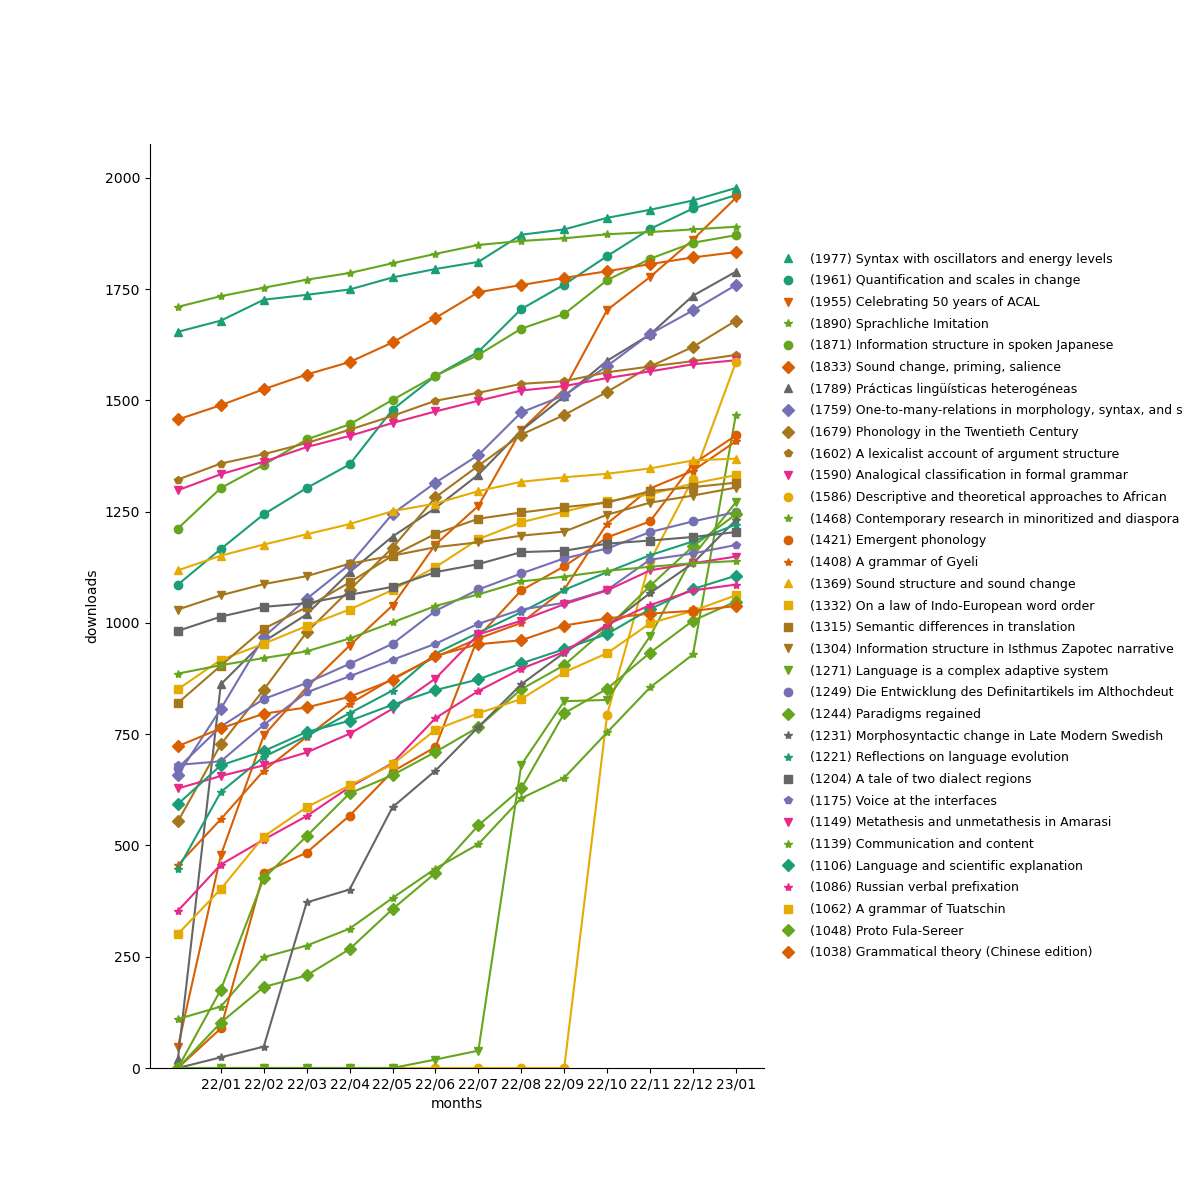 2000
1750
1500
1250
1000
750
500
250
0
downloads
22/01 22/02 22/03 22/04 22/05 22/06 22/07 22/08 22/09 22/10 22/11 22/12 23/01
months
(1977) Syntax with oscillators and energy levels
(1961) Quantification and scales in change
(1955) Celebrating 50 years of ACAL
(1890) Sprachliche Imitation
(1871) Information structure in spoken Japanese
(1833) Sound change, priming, salience
(1789) Prácticas lingüísticas heterogéneas
(1759) One-to-many-relations in morphology, syntax, and s
(1679) Phonology in the Twentieth Century
(1602) A lexicalist account of argument structure
(1590) Analogical classification in formal grammar
(1586) Descriptive and theoretical approaches to African
(1468) Contemporary research in minoritized and diaspora
(1421) Emergent phonology
(1408) A grammar of Gyeli
(1369) Sound structure and sound change
(1332) On a law of Indo-European word order
(1315) Semantic differences in translation
(1304) Information structure in Isthmus Zapotec narrative
(1271) Language is a complex adaptive system
(1249) Die Entwicklung des Definitartikels im Althochdeut
(1244) Paradigms regained
(1231) Morphosyntactic change in Late Modern Swedish
(1221) Reflections on language evolution
(1204) A tale of two dialect regions
(1175) Voice at the interfaces
(1149) Metathesis and unmetathesis in Amarasi
(1139) Communication and content
(1106) Language and scientific explanation
(1086) Russian verbal prefixation
(1062) A grammar of Tuatschin
(1048) Proto Fula-Sereer
(1038) Grammatical theory (Chinese edition)